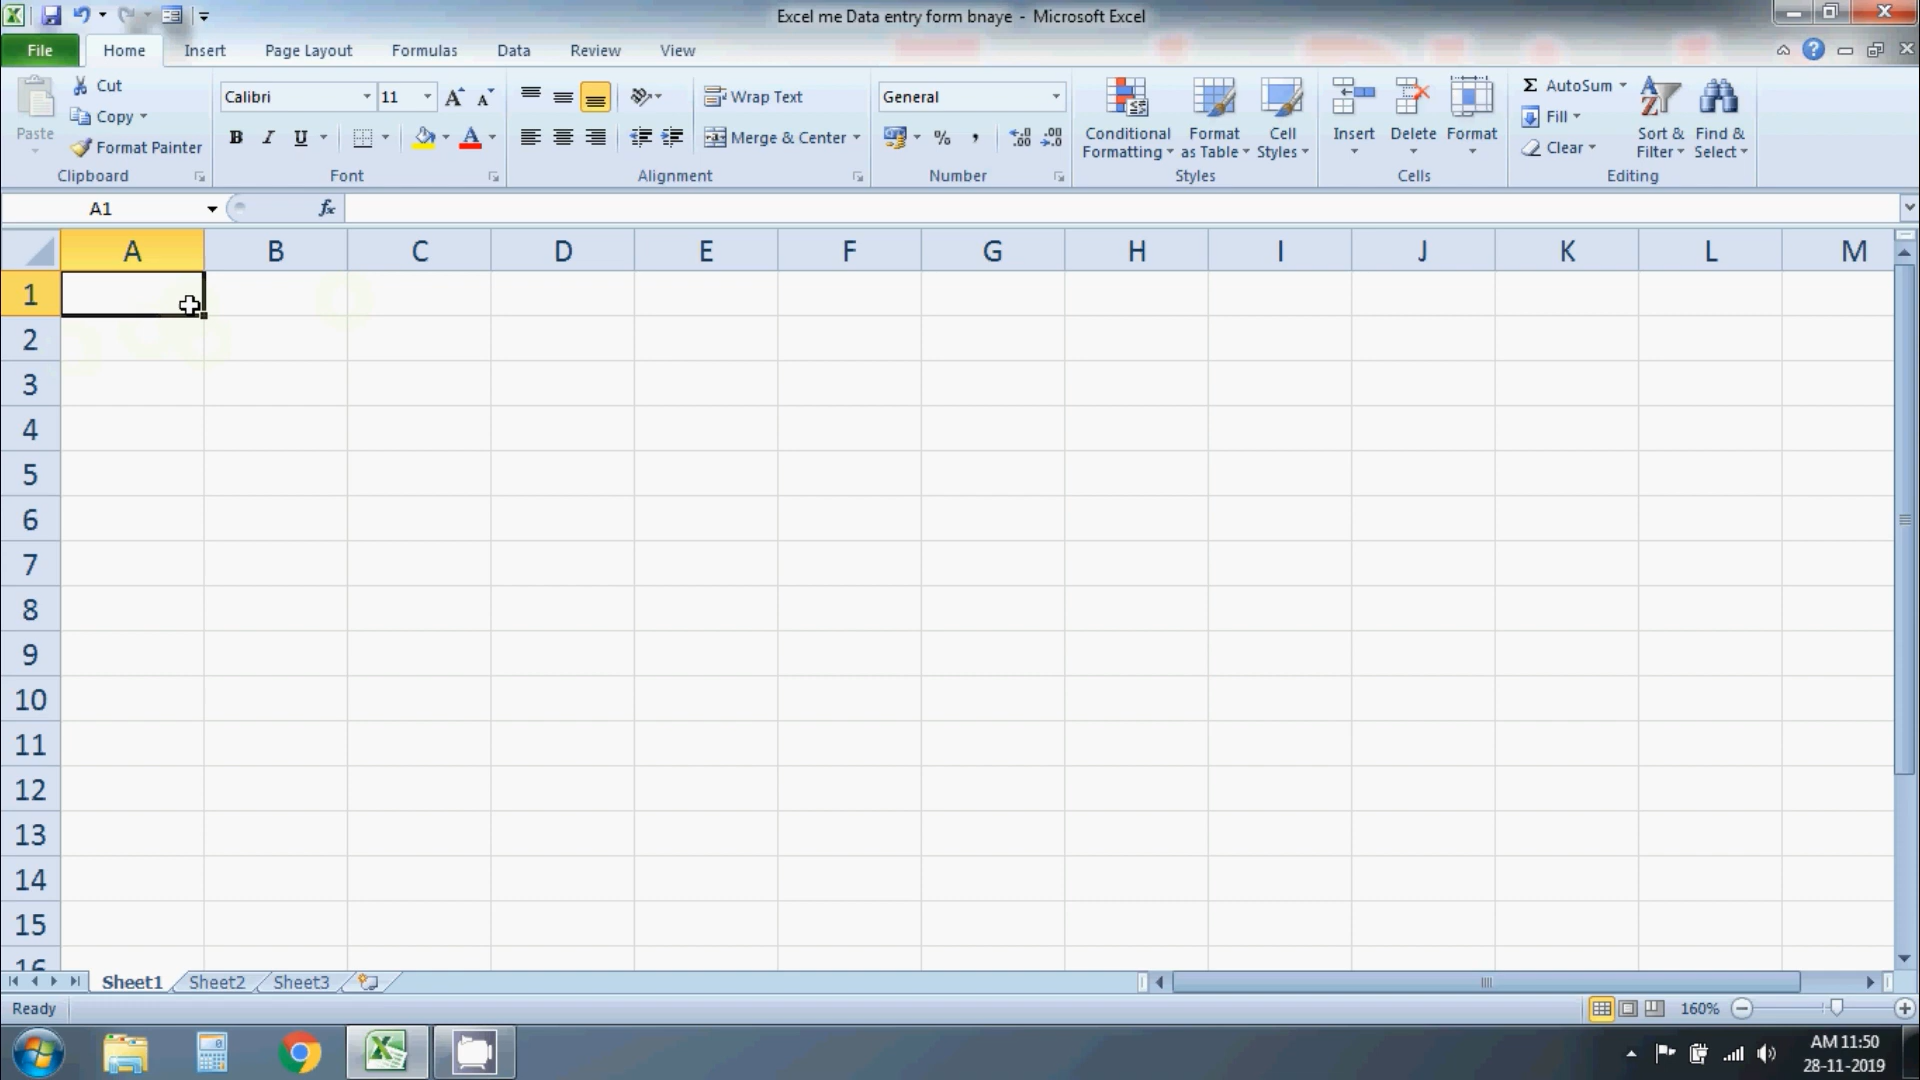 Excel me Data entry form bnaye - Microsoft Excel
File Home Insert Page Layout Formulas Data Review View
Paste
Cut
Copy
Format Painter
Clipboard
Calibri 11
B I U A
Font
Wrap Text
Merge & Center
Alignment
General
% ,
Number
Conditional Formatting
Format as Table
Cell Styles
Styles
Insert Delete Format
Cells
Σ AutoSum
Fill
Clear
Sort & Filter
Find & Select
Editing
A1 fx
A B C D E F G H I J K L M
1
2
3
4
5
6
7
8
9
10
11
12
13
14
15
16
Sheet1 Sheet2 Sheet3
Ready 160%
AM 11:50
28-11-2019